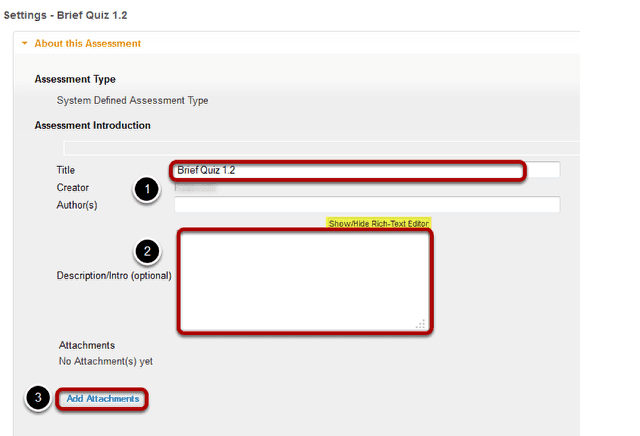 Settings - Brief Quiz 1.2
About this Assessment
Assessment Type
System Defined Assessment Type
Assessment Introduction
Title Brief Quiz 1.2
Creator
1
Author(s)
Show/Hide Rich-Text Editor
2
Description/Intro (optional)
Attachments
No Attachment(s) yet
3 Add Attachments